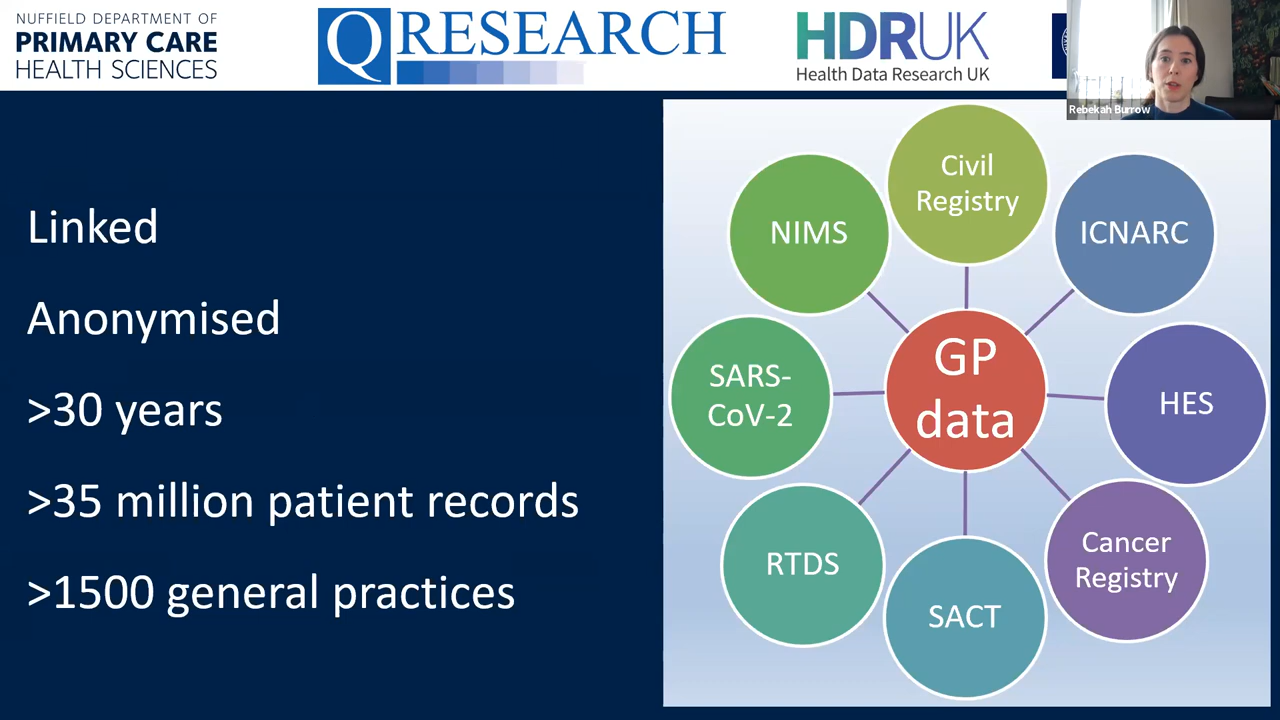 NUFFIELD DEPARTMENT OF
PRIMARY CARE
HEALTH SCIENCES
QRESEARCH
HDRUK
Health Data Research UK
Rebekah Burrow
Linked
Anonymised
>30 years
>35 million patient records
>1500 general practices
Civil
Registry
ICNARC
HES
Cancer
Registry
SACT
RTDS
SARS-
CoV-2
NIMS
GP
data